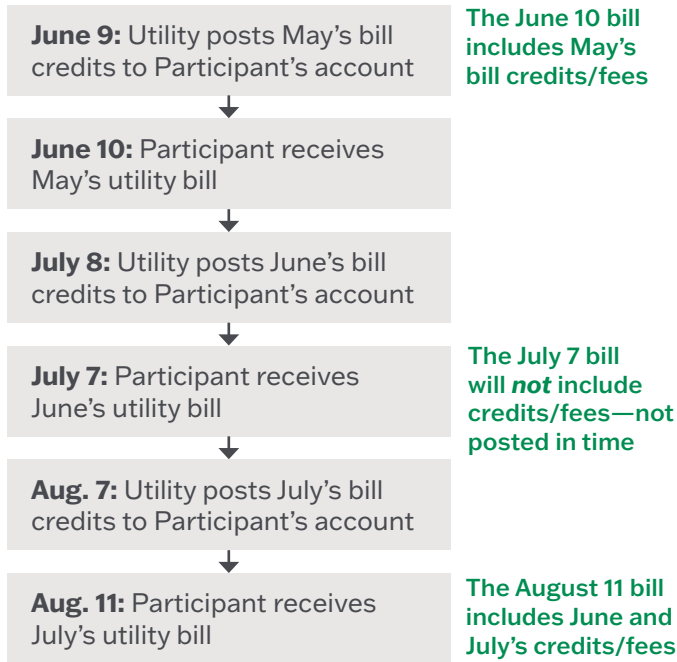 June 9: Utility posts May’s bill
credits to Participant’s account
The June 10 bill
includes May’s
bill credits/fees
June 10: Participant receives
May’s utility bill
July 8: Utility posts June’s bill
credits to Participant’s account
July 7: Participant receives
June’s utility bill
The July 7 bill
will not include
credits/fees—not
posted in time
Aug. 7: Utility posts July’s bill
credits to Participant’s account
Aug. 11: Participant receives
July’s utility bill
The August 11 bill
includes June and
July’s credits/fees